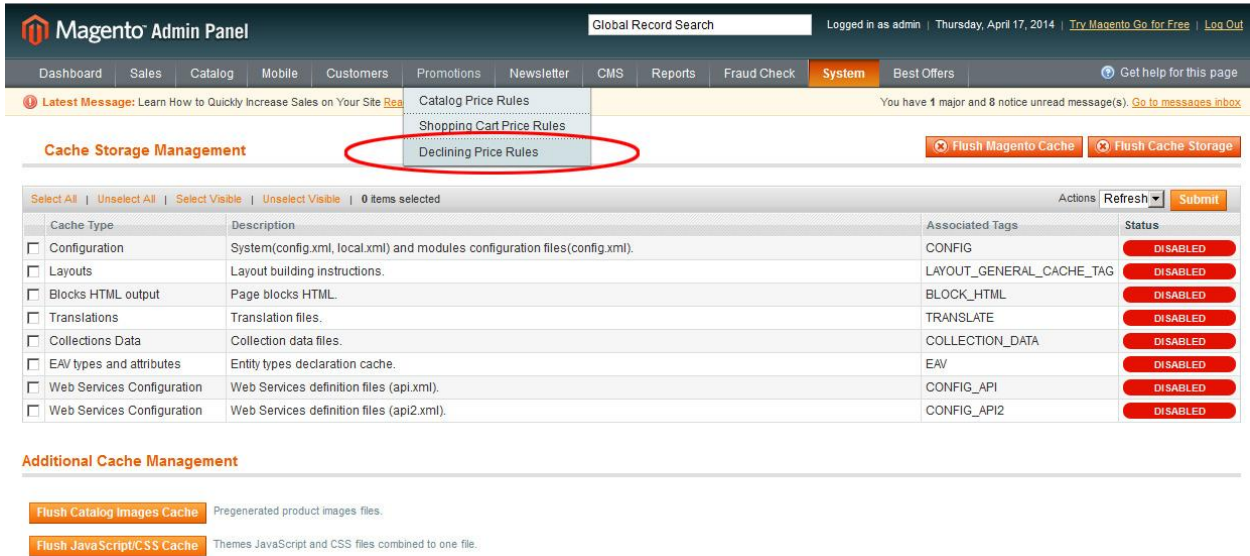 Magento™ Admin Panel
Global Record Search
Logged in as admin | Thursday, April 17, 2014 | Try Magento Go for Free | Log Out
Dashboard Sales Catalog Mobile Customers Promotions Newsletter CMS Reports Fraud Check System Best Offers Get help for this page
Latest Message: Learn How to Quickly Increase Sales on Your Site Rea
You have 1 major and 8 notice unread message(s). Go to messages inbox
Catalog Price Rules
Shopping Cart Price Rules
Declining Price Rules
Cache Storage Management
Flush Magento Cache Flush Cache Storage
Select All | Unselect All | Select Visible | Unselect Visible | 0 items selected Actions Refresh Submit
Cache Type Description Associated Tags Status
Configuration System(config.xml, local.xml) and modules configuration files(config.xml). CONFIG DISABLED
Layouts Layout building instructions. LAYOUT_GENERAL_CACHE_TAG DISABLED
Blocks HTML output Page blocks HTML. BLOCK_HTML DISABLED
Translations Translation files. TRANSLATE DISABLED
Collections Data Collection data files. COLLECTION_DATA DISABLED
EAV types and attributes Entity types declaration cache. EAV DISABLED
Web Services Configuration Web Services definition files (api.xml). CONFIG_API DISABLED
Web Services Configuration Web Services definition files (api2.xml). CONFIG_API2 DISABLED
Additional Cache Management
Flush Catalog Images Cache Pregenerated product images files.
Flush JavaScript/CSS Cache Themes JavaScript and CSS files combined to one file.